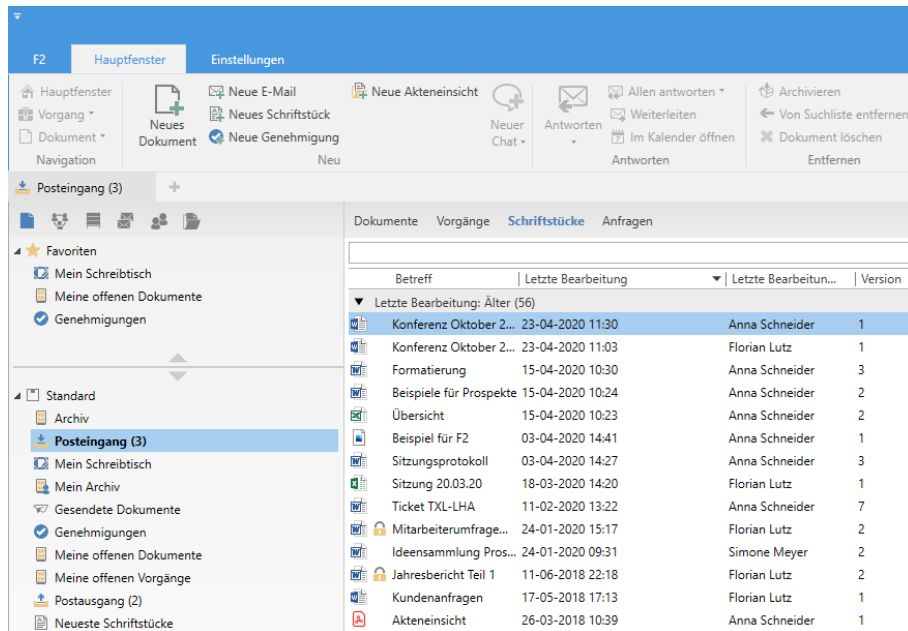 F2 Hauptfenster Einstellungen
Hauptfenster Neue E-Mail Neue Akteneinsicht Allen antworten Archivieren
Vorgang Neues Schriftstück Weiterleiten Von Suchliste entfernen
Dokument Neues Dokument Neue Genehmigung Neuer Chat Antworten Im Kalender öffnen Dokument löschen
Navigation Neu Antworten Entfernen
Posteingang (3) +
Dokumente Vorgänge Schriftstücke Anfragen
Favoriten
Mein Schreibtisch
Meine offenen Dokumente
Genehmigungen
Standard
Archiv
Posteingang (3)
Mein Schreibtisch
Mein Archiv
Gesendete Dokumente
Genehmigungen
Meine offenen Dokumente
Meine offenen Vorgänge
Postausgang (2)
Neueste Schriftstücke
Betreff Letzte Bearbeitung Letzte Bearbeitun... Version
Letzte Bearbeitung: Älter (56)
Konferenz Oktober 2... 23-04-2020 11:30 Anna Schneider 1
Konferenz Oktober 2... 23-04-2020 11:03 Florian Lutz 1
Formatierung 15-04-2020 10:30 Anna Schneider 3
Beispiele für Prospekte 15-04-2020 10:24 Anna Schneider 2
Übersicht 15-04-2020 10:23 Anna Schneider 2
Beispiel für F2 03-04-2020 14:41 Anna Schneider 1
Sitzungsprotokoll 03-04-2020 14:27 Anna Schneider 3
Sitzung 20.03.20 18-03-2020 14:20 Florian Lutz 1
Ticket TXL-LHA 11-02-2020 13:22 Anna Schneider 7
Mitarbeiterumfrage... 24-01-2020 15:17 Florian Lutz 2
Ideensammlung Pros... 24-01-2020 09:31 Simone Meyer 2
Jahresbericht Teil 1 11-06-2018 22:18 Florian Lutz 2
Kundenanfragen 17-05-2018 17:13 Florian Lutz 1
Akteneinsicht 26-03-2018 10:39 Anna Schneider 1